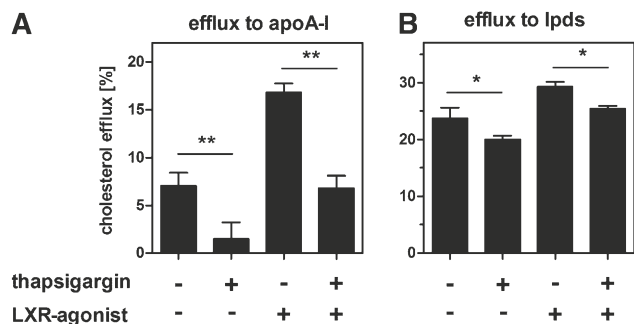 A
efflux to apoA-I
B
efflux to lpds
cholesterol efflux [%]
20
15
10
5
0
**
**
30
20
10
0
*
*
thapsigargin - + - + - + - +
LXR-agonist - - + + - - + +